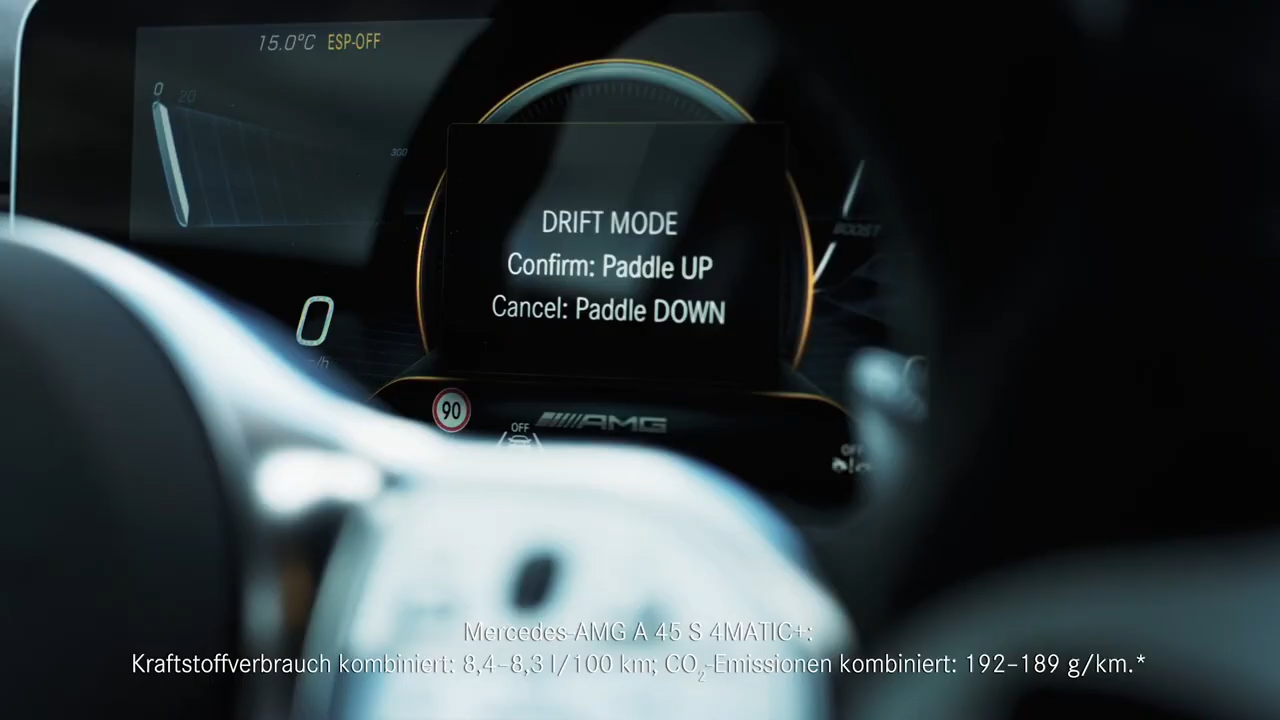 15.0°C ESP-OFF
0 20
300
DRIFT MODE
Confirm: Paddle UP
Cancel: Paddle DOWN
BOOST
0
90
OFF
AMG
OFF
Mercedes-AMG A 45 S 4MATIC+:
Kraftstoffverbrauch kombiniert: 8,4–8,3 l/100 km; CO₂-Emissionen kombiniert: 192–189 g/km.*